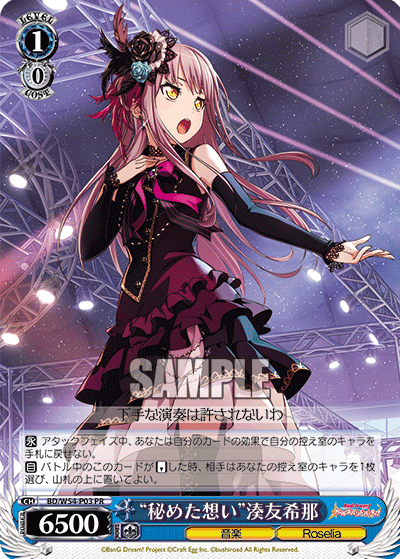 LEVEL
1
0
COST
SAMPLE
下手な演奏は許されないわ
永 アタックフェイズ中、あなたは自分のカードの効果で自分の控え室のキャラを
手札に戻せない。
自 バトル中のこのカードが【】した時、相手はあなたの控え室のキャラを1枚
選び、山札の上に置いてよい。
CH BD/WS4-P03 PR
POWER 6500
“秘めた想い”湊友希那
音楽 Roselia
©BanG Dream! Project ©Craft Egg Inc. ©bushiroad All Rights Reserved.